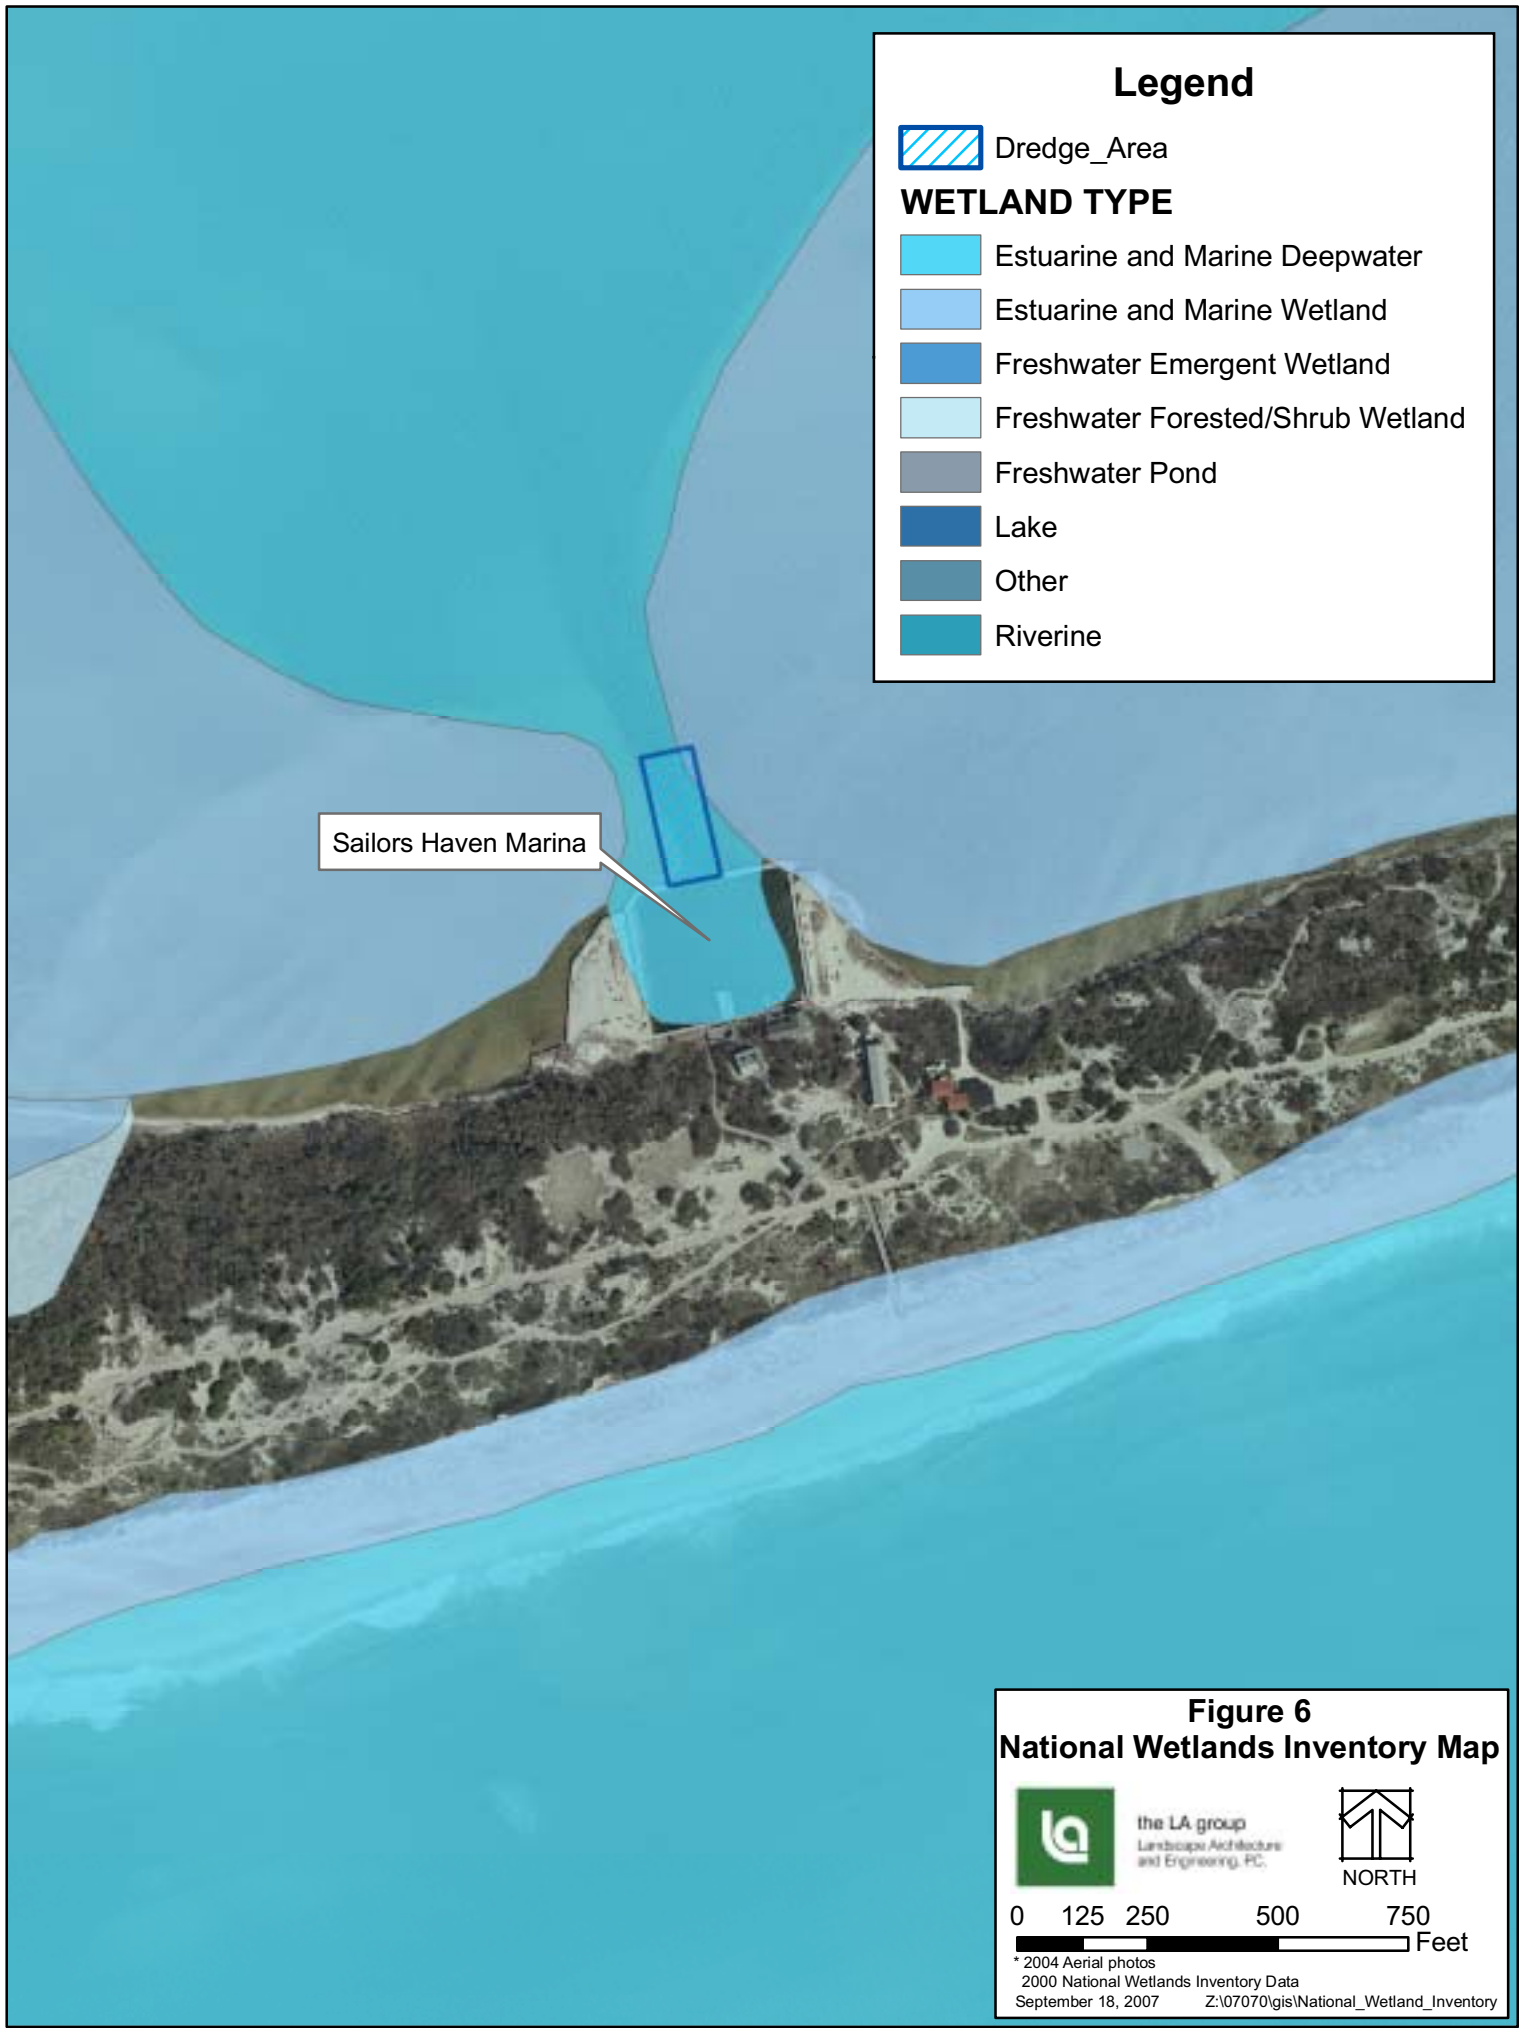 Legend
Dredge_Area
WETLAND TYPE
Estuarine and Marine Deepwater
Estuarine and Marine Wetland
Freshwater Emergent Wetland
Freshwater Forested/Shrub Wetland
Freshwater Pond
Lake
Other
Riverine
Sailors Haven Marina
Figure 6
National Wetlands Inventory Map
la
the LA group
Landscape Architecture
and Engineering, P.C.
NORTH
0 125 250 500 750
Feet
* 2004 Aerial photos
2000 National Wetlands Inventory Data
September 18, 2007 Z:\07070\gis\National_Wetland_Inventory